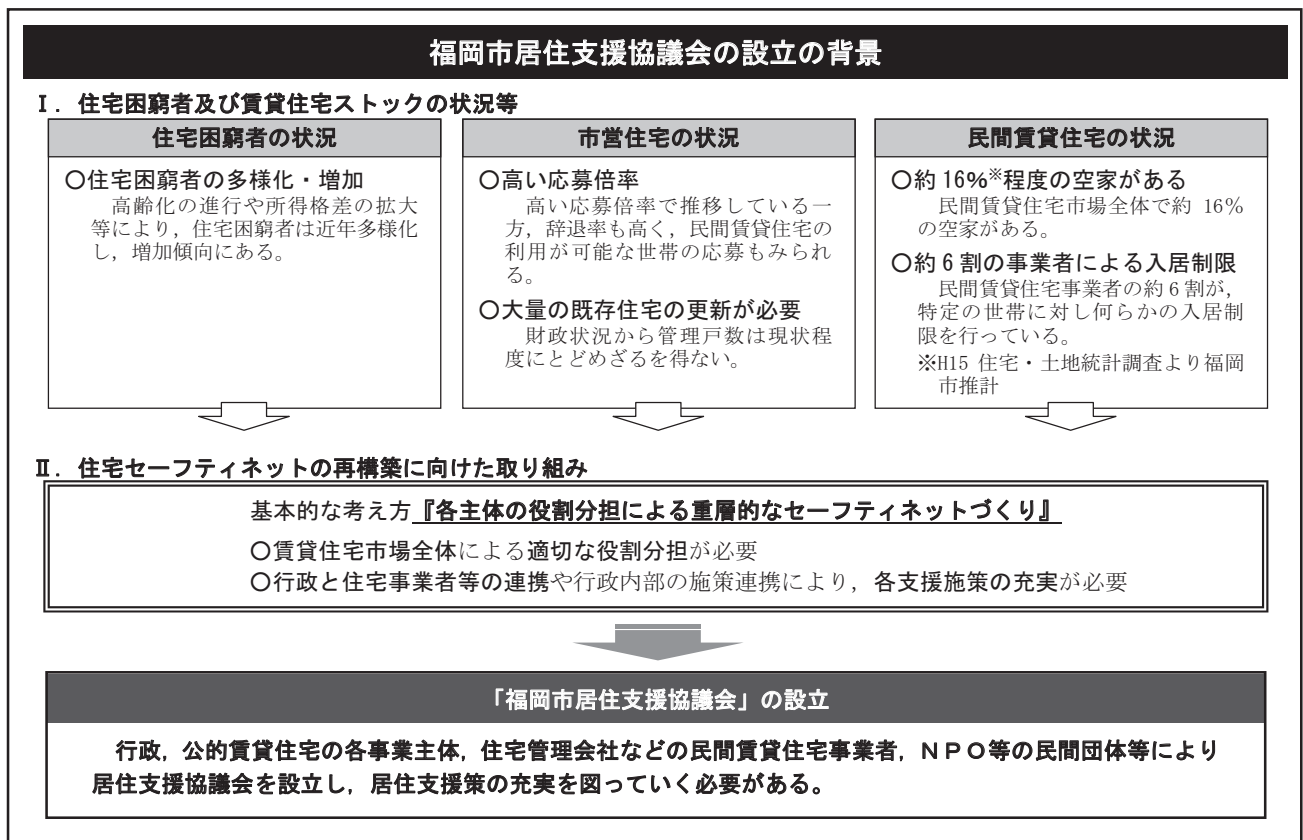 福岡市居住支援協議会の設立の背景
Ⅰ．住宅困窮者及び賃貸住宅ストックの状況等
住宅困窮者の状況
○住宅困窮者の多様化・増加
高齢化の進行や所得格差の拡大
等により，住宅困窮者は近年多様化
し，増加傾向にある。
市営住宅の状況
○高い応募倍率
高い応募倍率で推移している一
方，辞退率も高く，民間賃貸住宅の
利用が可能な世帯の応募もみられ
る。
○大量の既存住宅の更新が必要
財政状況から管理戸数は現状程
度にとどめざるを得ない。
民間賃貸住宅の状況
○約 16%※程度の空家がある
民間賃貸住宅市場全体で約 16%
の空家がある。
○約 6 割の事業者による入居制限
民間賃貸住宅事業者の約 6 割が，
特定の世帯に対し何らかの入居制
限を行っている。
※H15 住宅・土地統計調査より福岡
市推計
Ⅱ．住宅セーフティネットの再構築に向けた取り組み
基本的な考え方『各主体の役割分担による重層的なセーフティネットづくり』
○賃貸住宅市場全体による適切な役割分担が必要
○行政と住宅事業者等の連携や行政内部の施策連携により，各支援施策の充実が必要
「福岡市居住支援協議会」の設立
行政，公的賃貸住宅の各事業主体，住宅管理会社などの民間賃貸住宅事業者，ＮＰＯ等の民間団体等により
居住支援協議会を設立し，居住支援策の充実を図っていく必要がある。